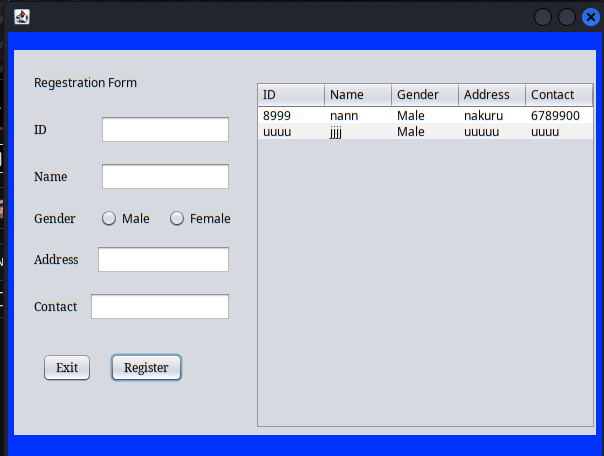 Regestration Form
ID
Name
Gender Male Female
Address
Contact
Exit Register
ID Name Gender Address Contact
8999 nann Male nakuru 6789900
uuuu jjjj Male uuuuu uuuu